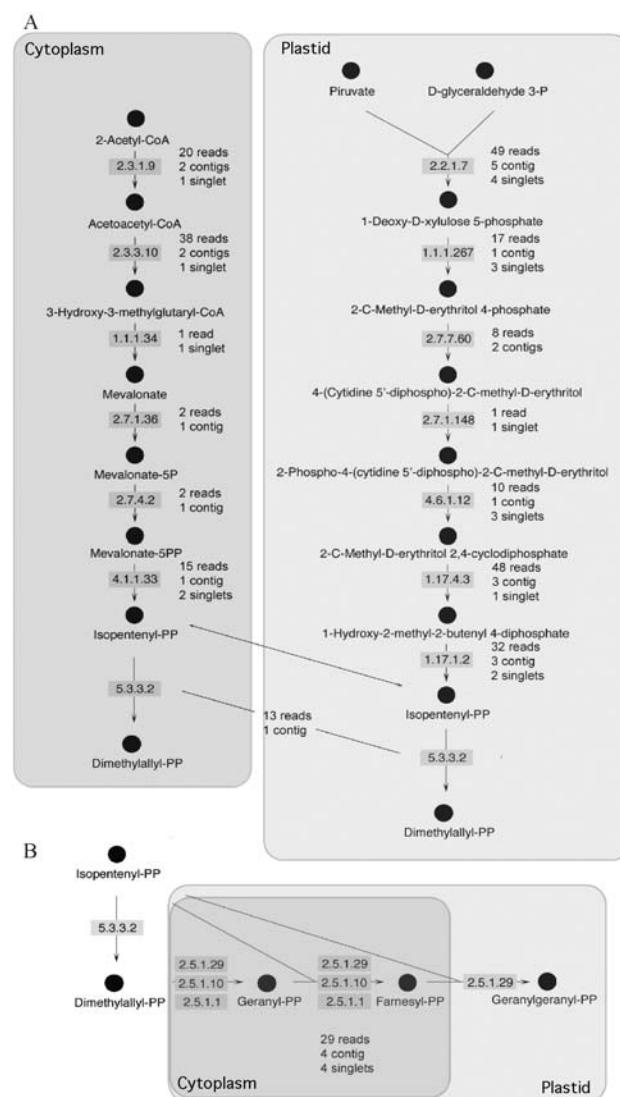 A
Cytoplasm
2-Acetyl-CoA
20 reads
2.3.1.9
2 contigs
1 singlet
Acetoacetyl-CoA
38 reads
2.3.3.10
2 contigs
1 singlet
3-Hydroxy-3-methylglutaryl-CoA
1.1.1.34
1 read
1 singlet
Mevalonate
2.7.1.36
2 reads
1 contig
Mevalonate-5P
2.7.4.2
2 reads
1 contig
Mevalonate-5PP
15 reads
4.1.1.33
1 contig
2 singlets
Isopentenyl-PP
5.3.3.2
13 reads
1 contig
Dimethylallyl-PP
Plastid
Piruvate
D-glyceraldehyde 3-P
49 reads
2.2.1.7
5 contig
4 singlets
1-Deoxy-D-xylulose 5-phosphate
17 reads
1.1.1.267
1 contig
3 singlets
2-C-Methyl-D-erythritol 4-phosphate
2.7.7.60
8 reads
2 contigs
4-(Cytidine 5'-diphospho)-2-C-methyl-D-erythritol
2.7.1.148
1 read
1 singlet
2-Phospho-4-(cytidine 5'-diphospho)-2-C-methyl-D-erythritol
10 reads
4.6.1.12
1 contig
3 singlets
2-C-Methyl-D-erythritol 2,4-cyclodiphosphate
48 reads
1.17.4.3
3 contig
1 singlet
1-Hydroxy-2-methyl-2-butenyl 4-diphosphate
32 reads
1.17.1.2
3 contig
2 singlets
Isopentenyl-PP
5.3.3.2
Dimethylallyl-PP
B
Isopentenyl-PP
5.3.3.2
Dimethylallyl-PP
2.5.1.29
2.5.1.10
2.5.1.1
Geranyl-PP
2.5.1.29
2.5.1.10
2.5.1.1
Farnesyl-PP
2.5.1.29
Geranylgeranyl-PP
29 reads
4 contig
4 singlets
Cytoplasm
Plastid